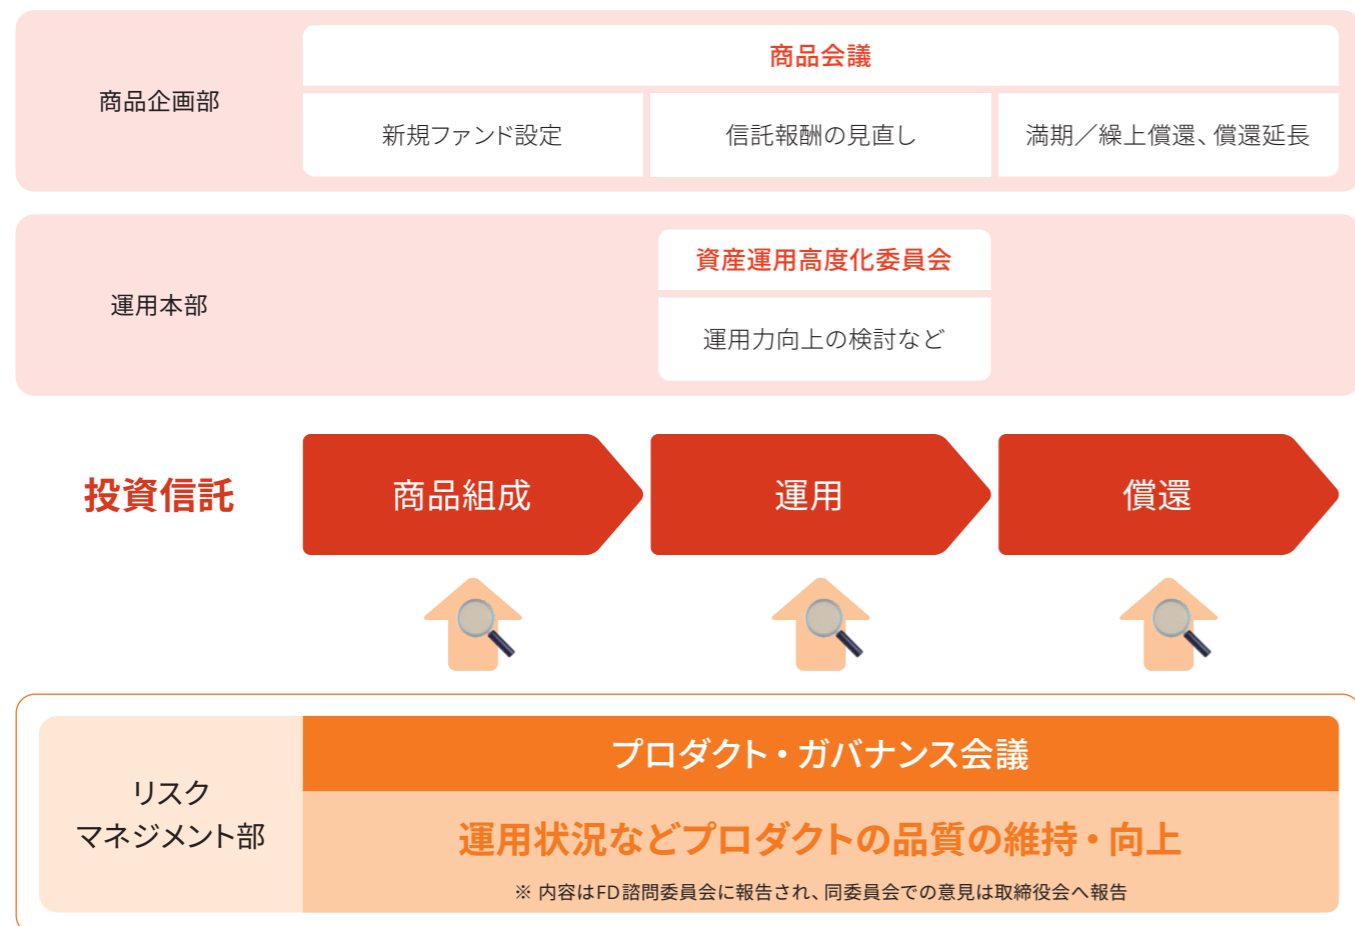 商品会議
商品企画部
新規ファンド設定
信託報酬の見直し
満期／繰上償還、償還延長
資産運用高度化委員会
運用本部
運用力向上の検討など
投資信託
商品組成
運用
償還
プロダクト・ガバナンス会議
リスク
マネジメント部
運用状況などプロダクトの品質の維持・向上
※ 内容はFD諮問委員会に報告され、同委員会での意見は取締役会へ報告